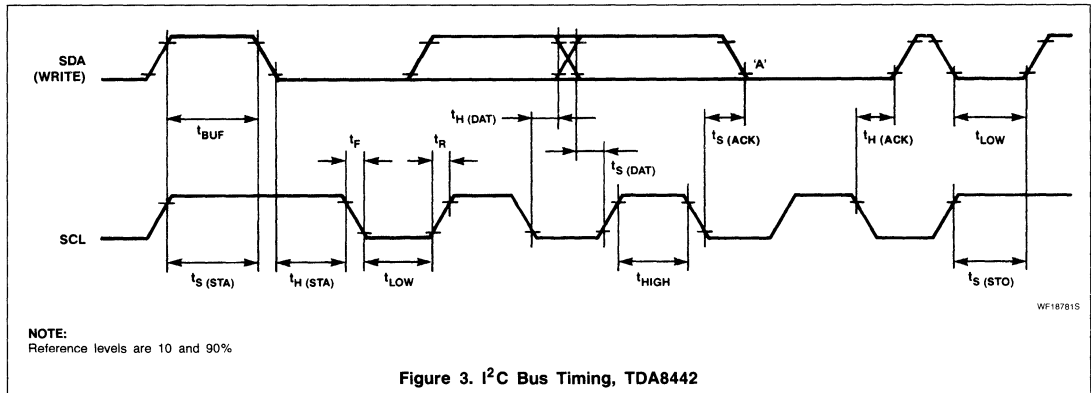 SDA
(WRITE)
'A'
tBUF
tH (DAT)
tS (ACK)
tH (ACK)
tLOW
tF
tR
tS (DAT)
SCL
tS (STA)
tH (STA)
tLOW
tHIGH
tS (STO)
WF18781S
NOTE:
Reference levels are 10 and 90%
Figure 3. I²C Bus Timing, TDA8442